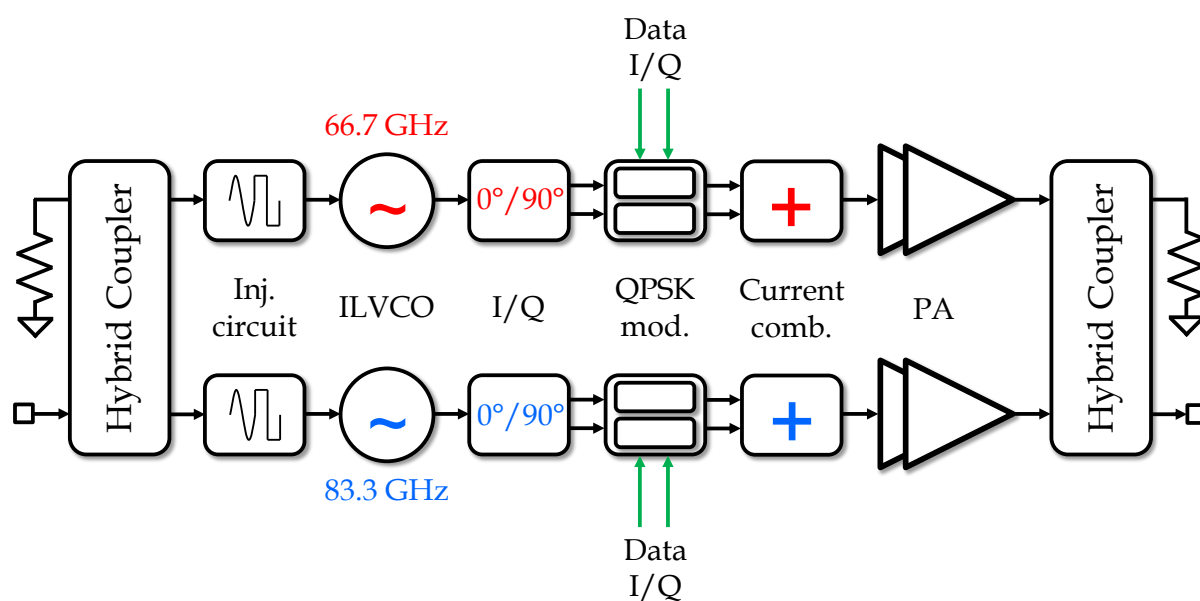 Data
I/Q
66.7 GHz
Hybrid Coupler
~
0°/90°
+
Hybrid Coupler
Inj.
circuit
ILVCO
I/Q
QPSK
mod.
Current
comb.
PA
~
0°/90°
+
83.3 GHz
Data
I/Q